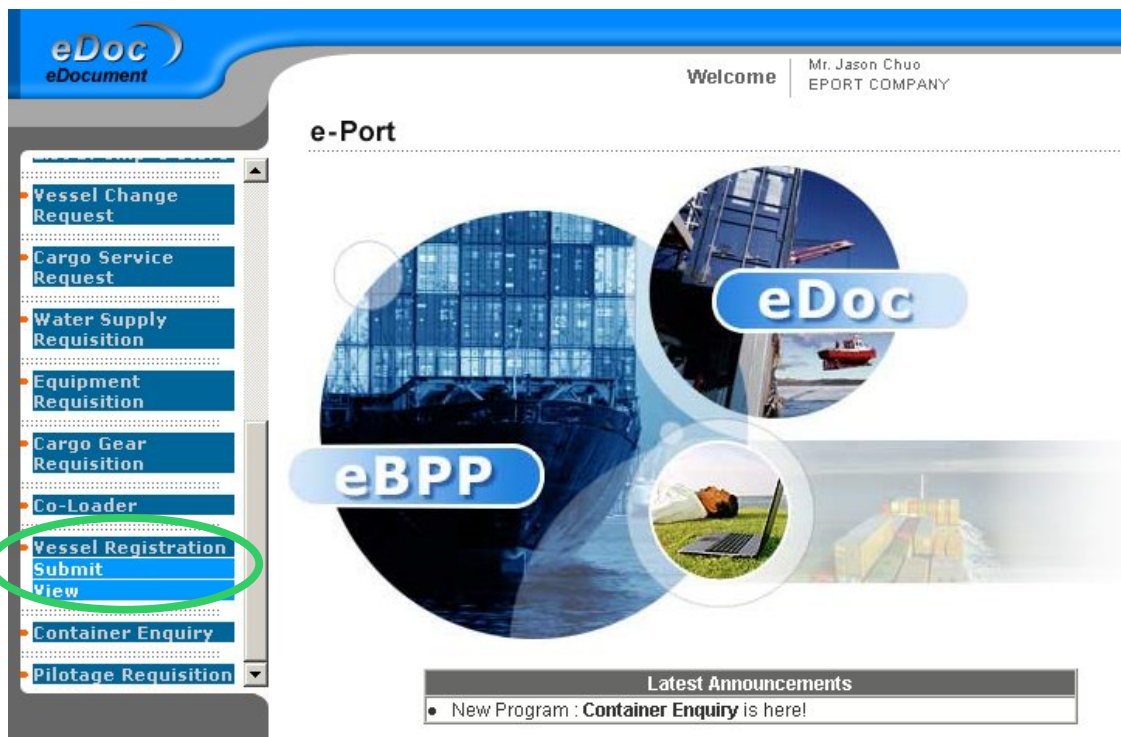 eDoc
eDocument
Welcome
Mr. Jason Chuo
EPORT COMPANY
e-Port
Vessel Change
Request
Cargo Service
Request
Water Supply
Requisition
Equipment
Requisition
Cargo Gear
Requisition
Co-Loader
Vessel Registration
Submit
View
Container Enquiry
Pilotage Requisition
eDoc
eBPP
Latest Announcements
• New Program : Container Enquiry is here!